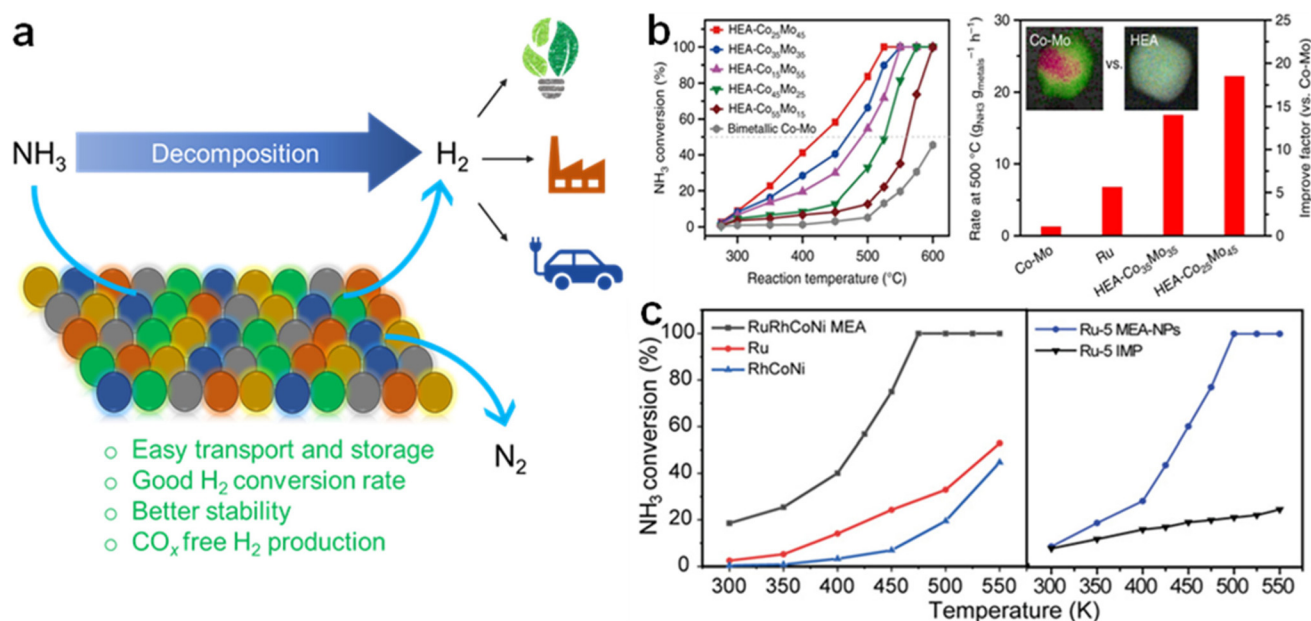 a
NH3
Decomposition
H2
N2
Easy transport and storage
Good H2 conversion rate
Better stability
COx free H2 production
b
NH3 conversion (%)
100
80
60
40
20
0
HEA-Co25Mo45
HEA-Co35Mo35
HEA-Co15Mo55
HEA-Co45Mo25
HEA-Co55Mo15
Bimetallic Co-Mo
300
400
500
600
Reaction temperature (°C)
Rate at 500 °C (gNH3 gmetals−1 h−1)
30
25
20
15
10
5
0
Co-Mo
vs.
HEA
Co-Mo
Ru
HEA-Co35Mo35
HEA-Co25Mo45
25
20
15
10
5
0
Improve factor (vs. Co-Mo)
c
NH3 conversion (%)
100
80
60
40
20
0
RuRhCoNi MEA
Ru
RhCoNi
300
350
400
450
500
550
Ru-5 MEA-NPs
Ru-5 IMP
300
350
400
450
500
550
Temperature (K)